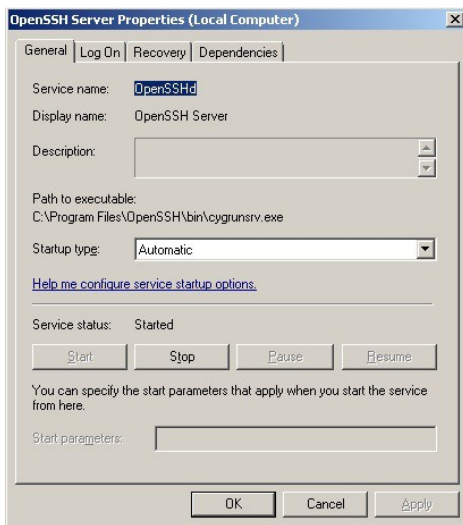 OpenSSH Server Properties (Local Computer)
General Log On Recovery Dependencies
Service name: OpenSSHd
Display name: OpenSSH Server
Description:
Path to executable:
C:\Program Files\OpenSSH\bin\cygrunsrv.exe
Startup type: Automatic
Help me configure service startup options.
Service status: Started
Start Stop Pause Resume
You can specify the start parameters that apply when you start the service
from here.
Start parameters:
OK Cancel Apply